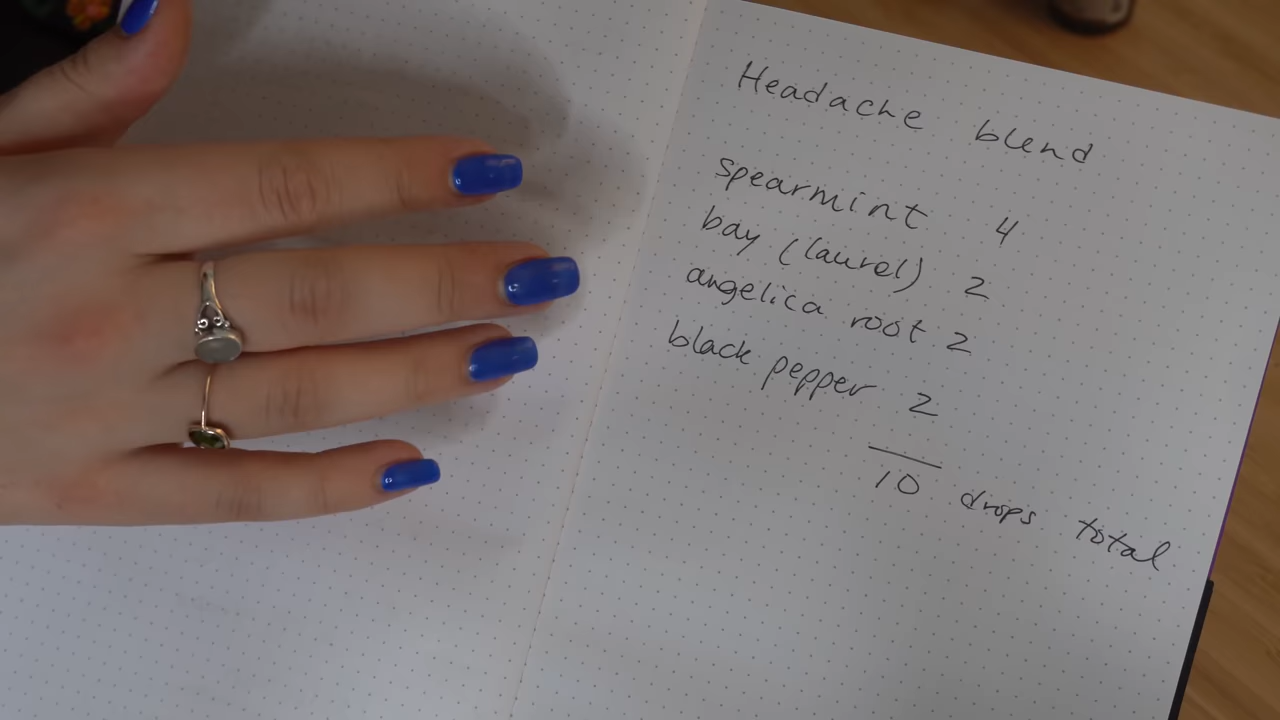 Headache blend
spearmint 4
bay (laurel) 2
angelica root 2
black pepper 2
10 drops total